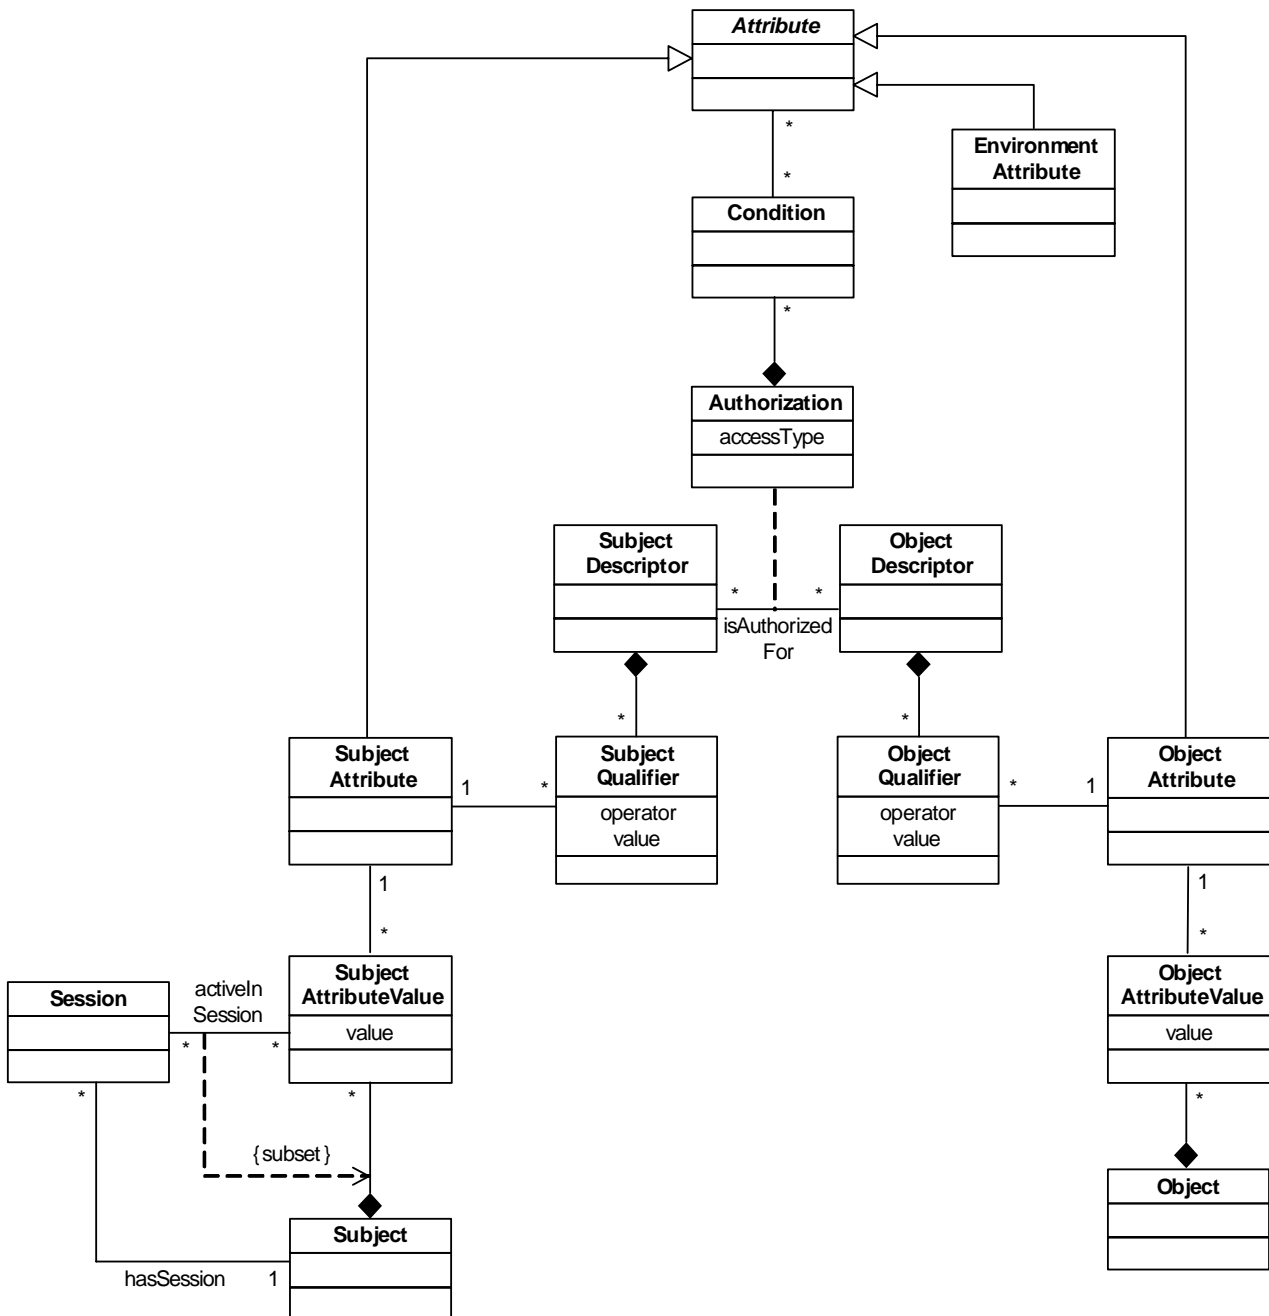 Attribute
*
*
Environment
Attribute
Condition
*
Authorization
accessType
Subject
Descriptor
Object
Descriptor
*
*
isAuthorized
For
*
*
Subject
Attribute
1
*
Subject
Qualifier
operator
value
Object
Qualifier
operator
value
*
1
Object
Attribute
1
*
1
*
Session
activeIn
Session
*
*
Subject
AttributeValue
value
Object
AttributeValue
value
*
*
*
{subset}
Subject
Object
hasSession
1